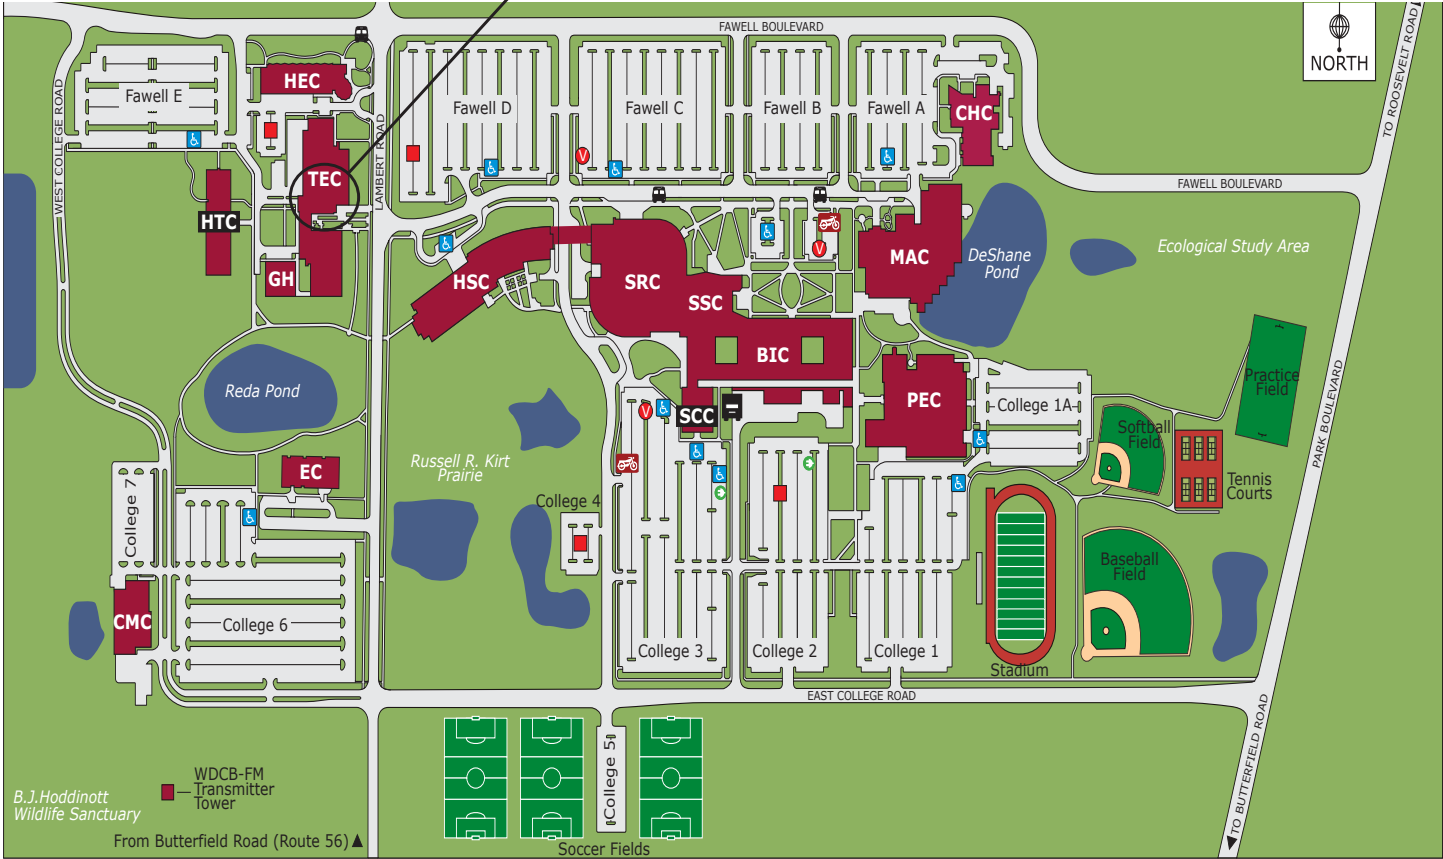 FAWELL BOULEVARD
NORTH
TO ROOSEVELT ROAD
WEST COLLEGE ROAD
Fawell E
HEC
LAMBERT ROAD
Fawell D
Fawell C
Fawell B
Fawell A
CHC
V
TEC
HTC
GH
FAWELL BOULEVARD
HSC
SRC
SSC
V
MAC
DeShane
Pond
Ecological Study Area
BIC
Reda Pond
PEC
College 1A
Practice
Field
PARK BOULEVARD
V
SCC
Softball
Field
Russell R. Kirt
Prairie
EC
Tennis
Courts
College 7
College 4
Baseball
Field
CMC
College 6
College 3
College 2
College 1
Stadium
EAST COLLEGE ROAD
College 5
WDCB-FM
Transmitter
Tower
B.J.Hoddinott
Wildlife Sanctuary
From Butterfield Road (Route 56)
Soccer Fields
TO BUTTERFIELD ROAD